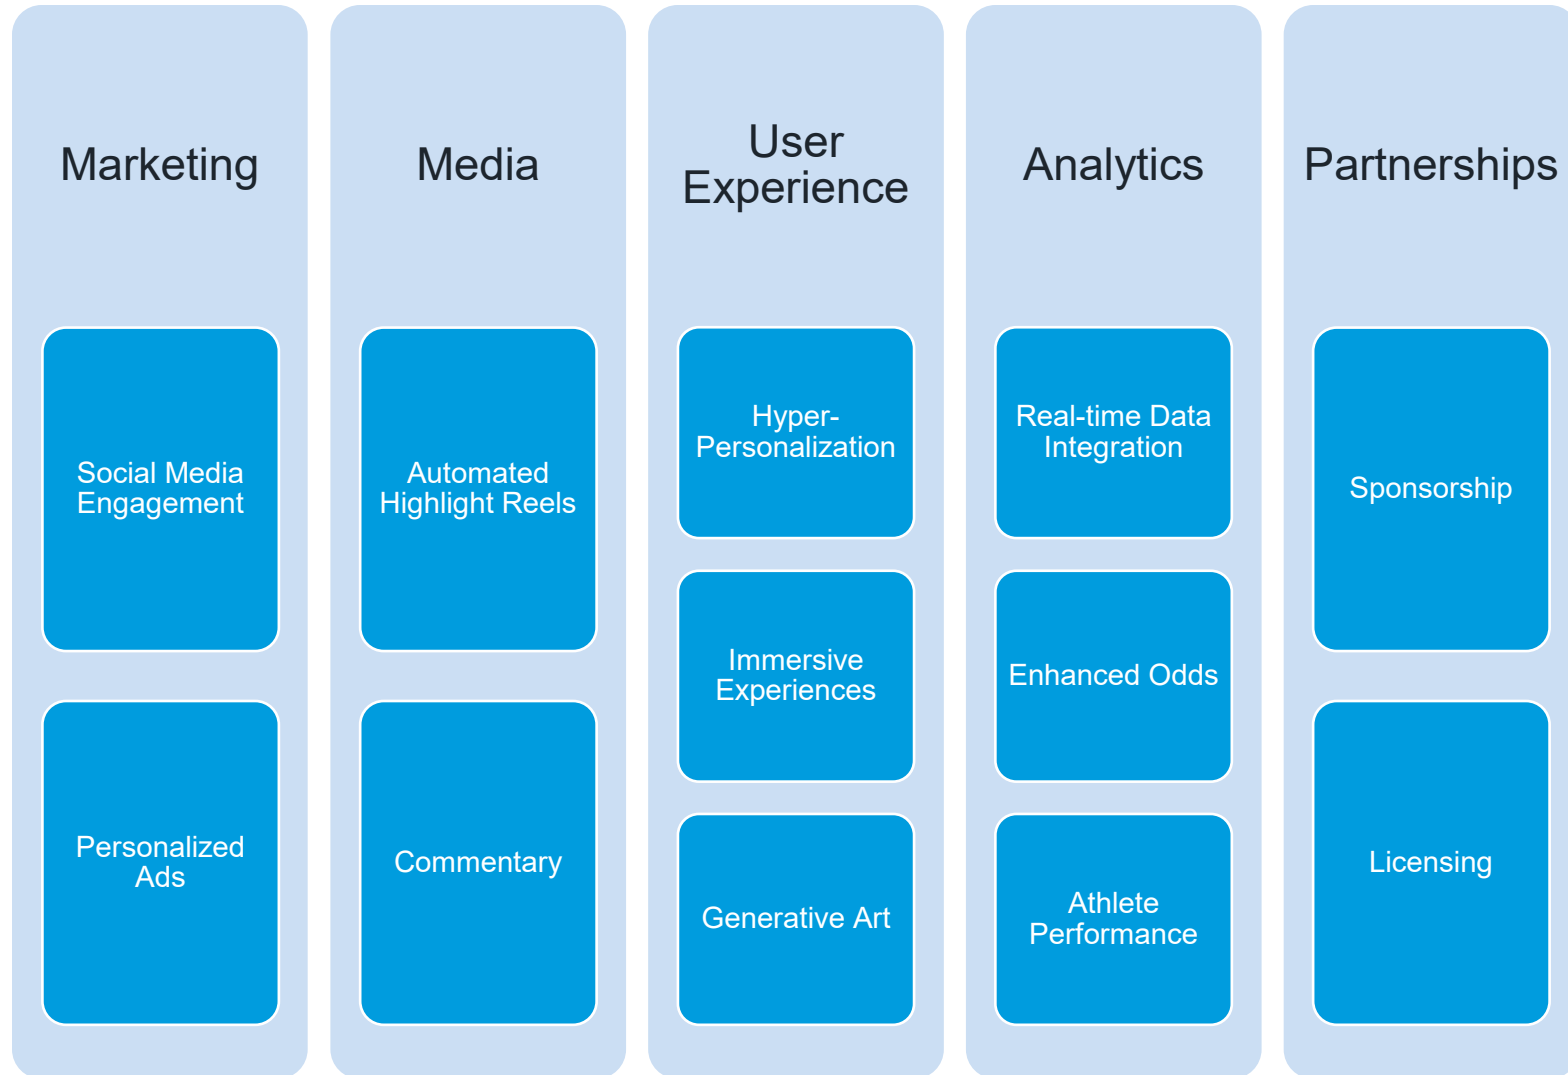 Marketing
Social Media
Engagement
Personalized
Ads
Media
Automated
Highlight Reels
Commentary
User
Experience
Hyper-
Personalization
Immersive
Experiences
Generative Art
Analytics
Real-time Data
Integration
Enhanced Odds
Athlete
Performance
Partnerships
Sponsorship
Licensing